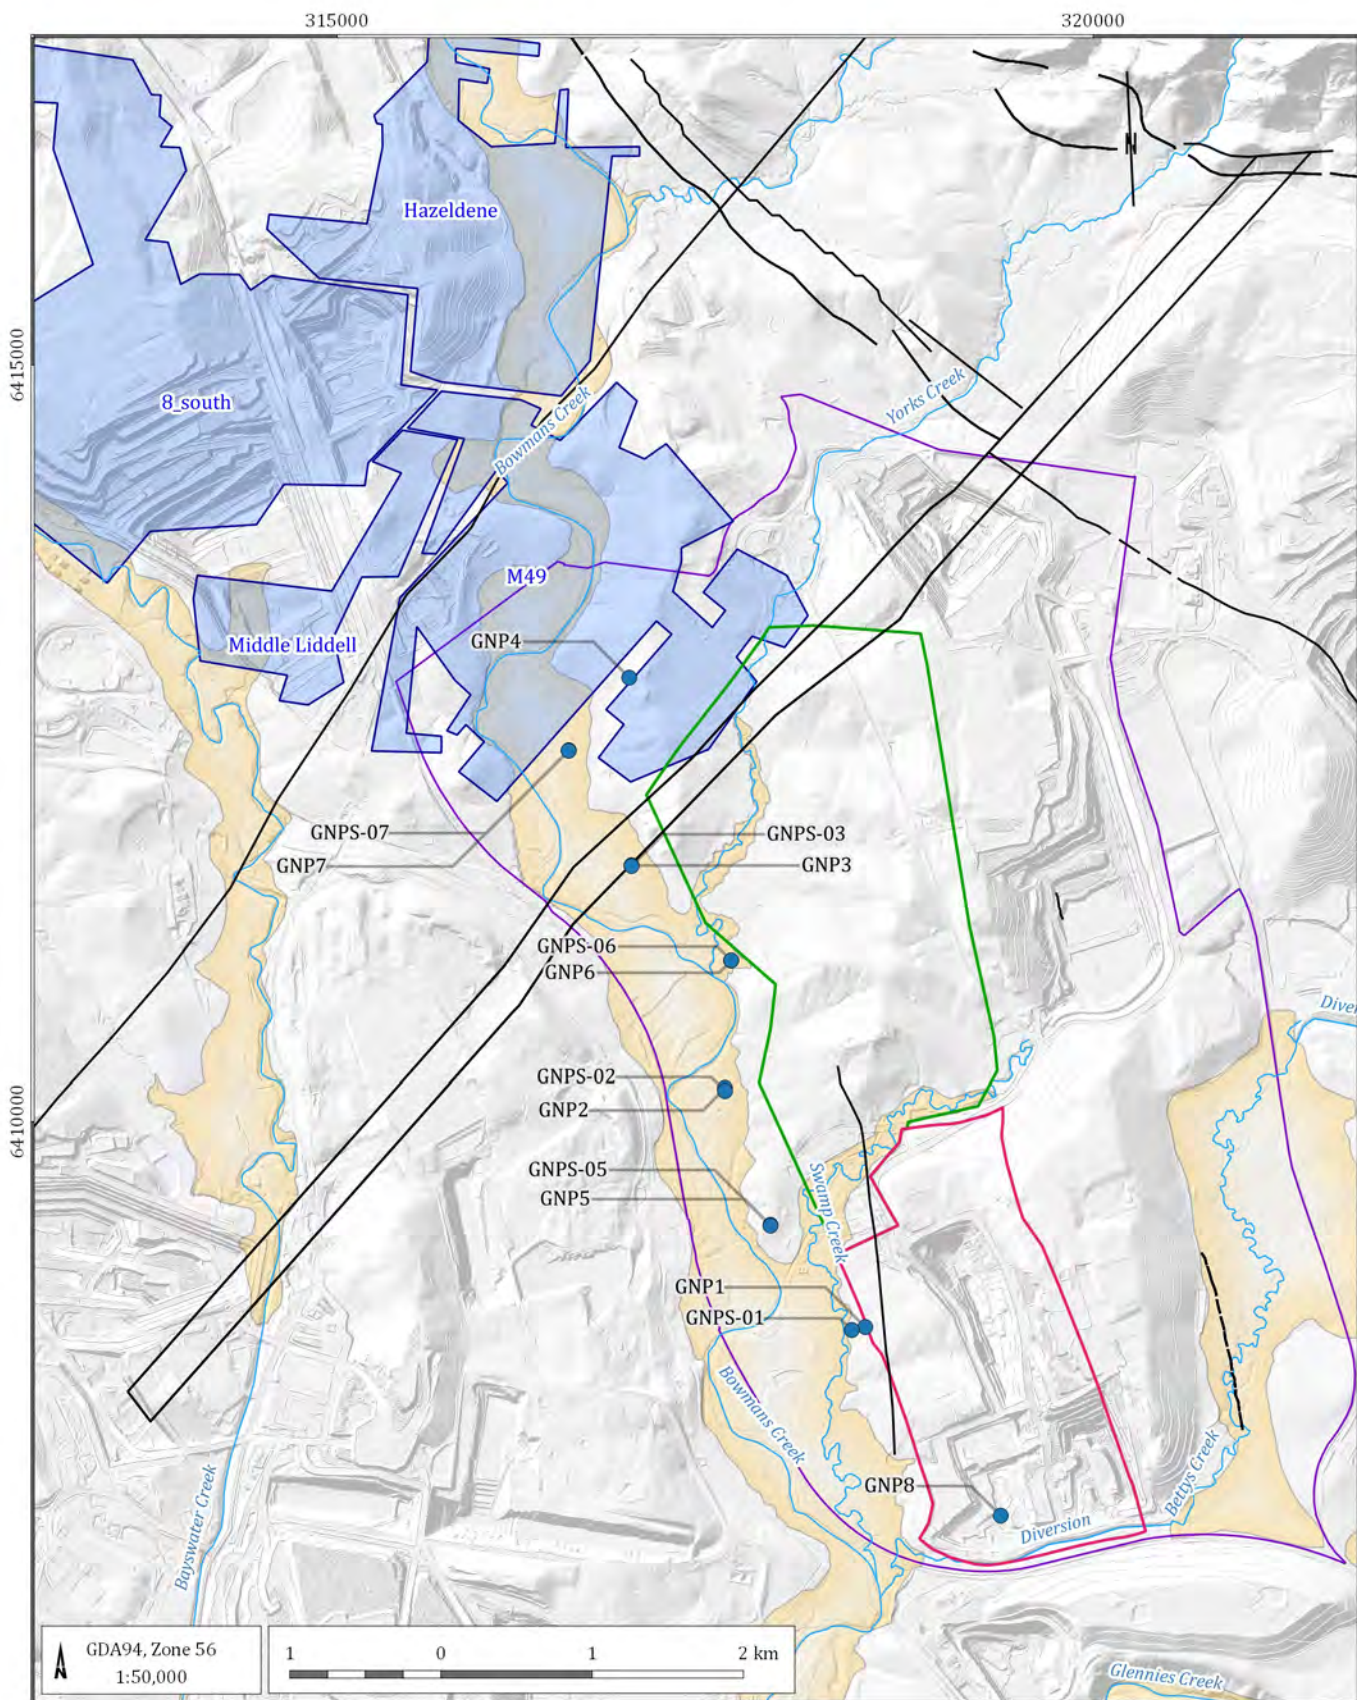 315000
320000
N
Hazeldene
6415000
8_south
Bowmans Creek
Yorks Creek
M49
Middle Liddell
GNP4
GNPS-07
GNPS-03
GNP7
GNP3
GNPS-06
GNP6
Diver
GNPS-02
GNP2
6410000
GNPS-05
GNP5
Swamp Creek
GNP1
GNPS-01
Bowmans Creek
GNP8
Bettys Creek
Diversion
Bayswater Creek
GDA94, Zone 56
1:50,000
N
1 0 1 2 km
Glennies Creek